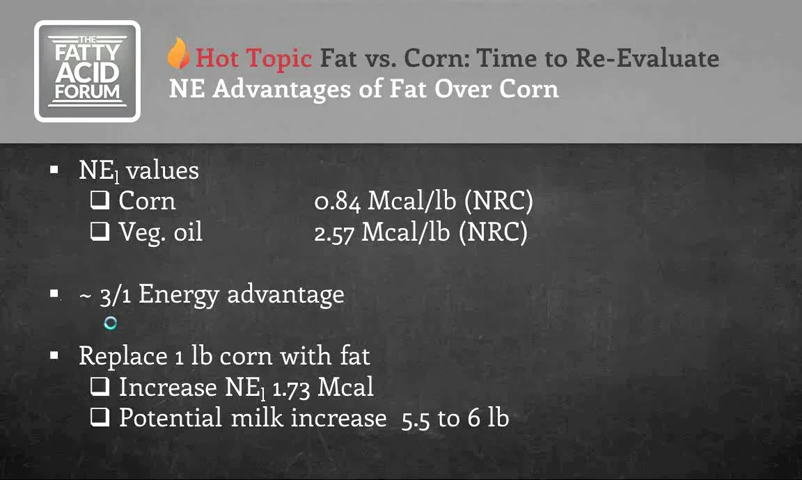 THE
FATTY
ACID
FORUM
Hot Topic Fat vs. Corn: Time to Re-Evaluate
NE Advantages of Fat Over Corn
▪ NEl values
❑ Corn 0.84 Mcal/lb (NRC)
❑ Veg. oil 2.57 Mcal/lb (NRC)
▪ ~ 3/1 Energy advantage
▪ Replace 1 lb corn with fat
❑ Increase NEl 1.73 Mcal
❑ Potential milk increase 5.5 to 6 lb